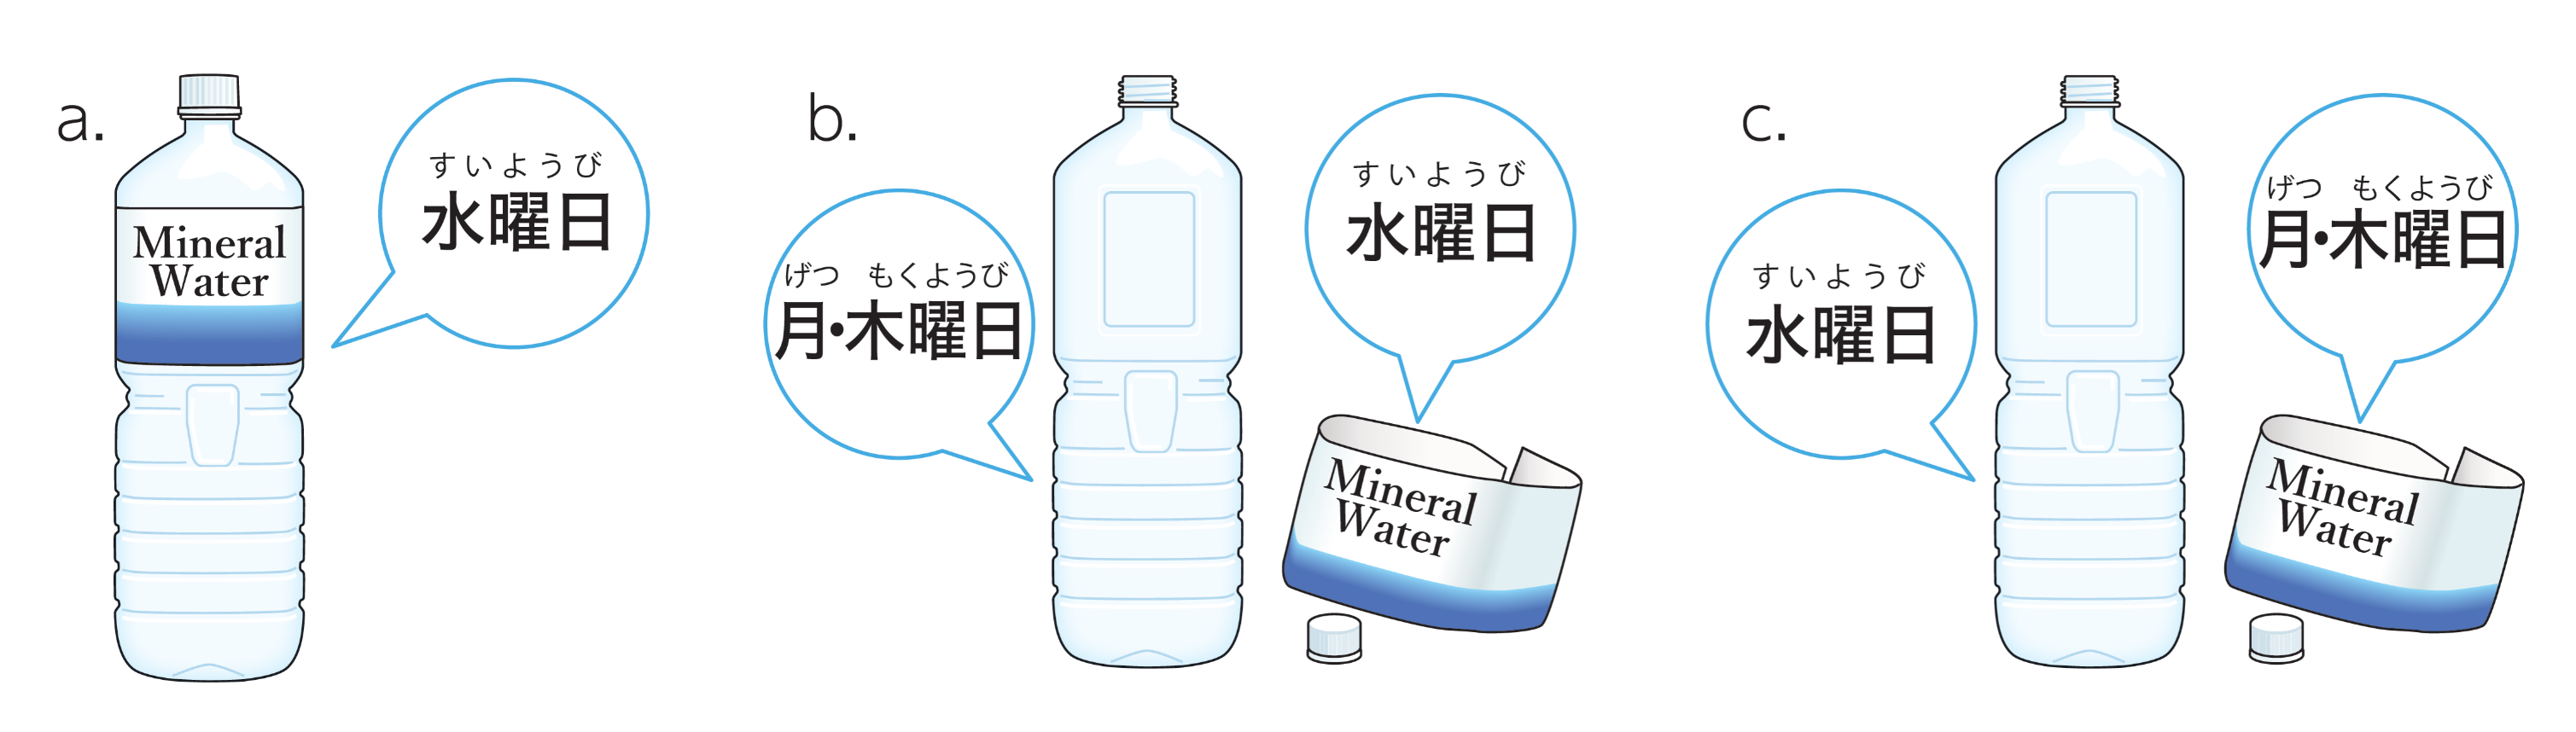 a.
Mineral
Water
すいようび
水曜日
b.
げつ　もくようび
月・木曜日
すいようび
水曜日
Mineral
Water
c.
すいようび
水曜日
げつ　もくようび
月・木曜日
Mineral
Water